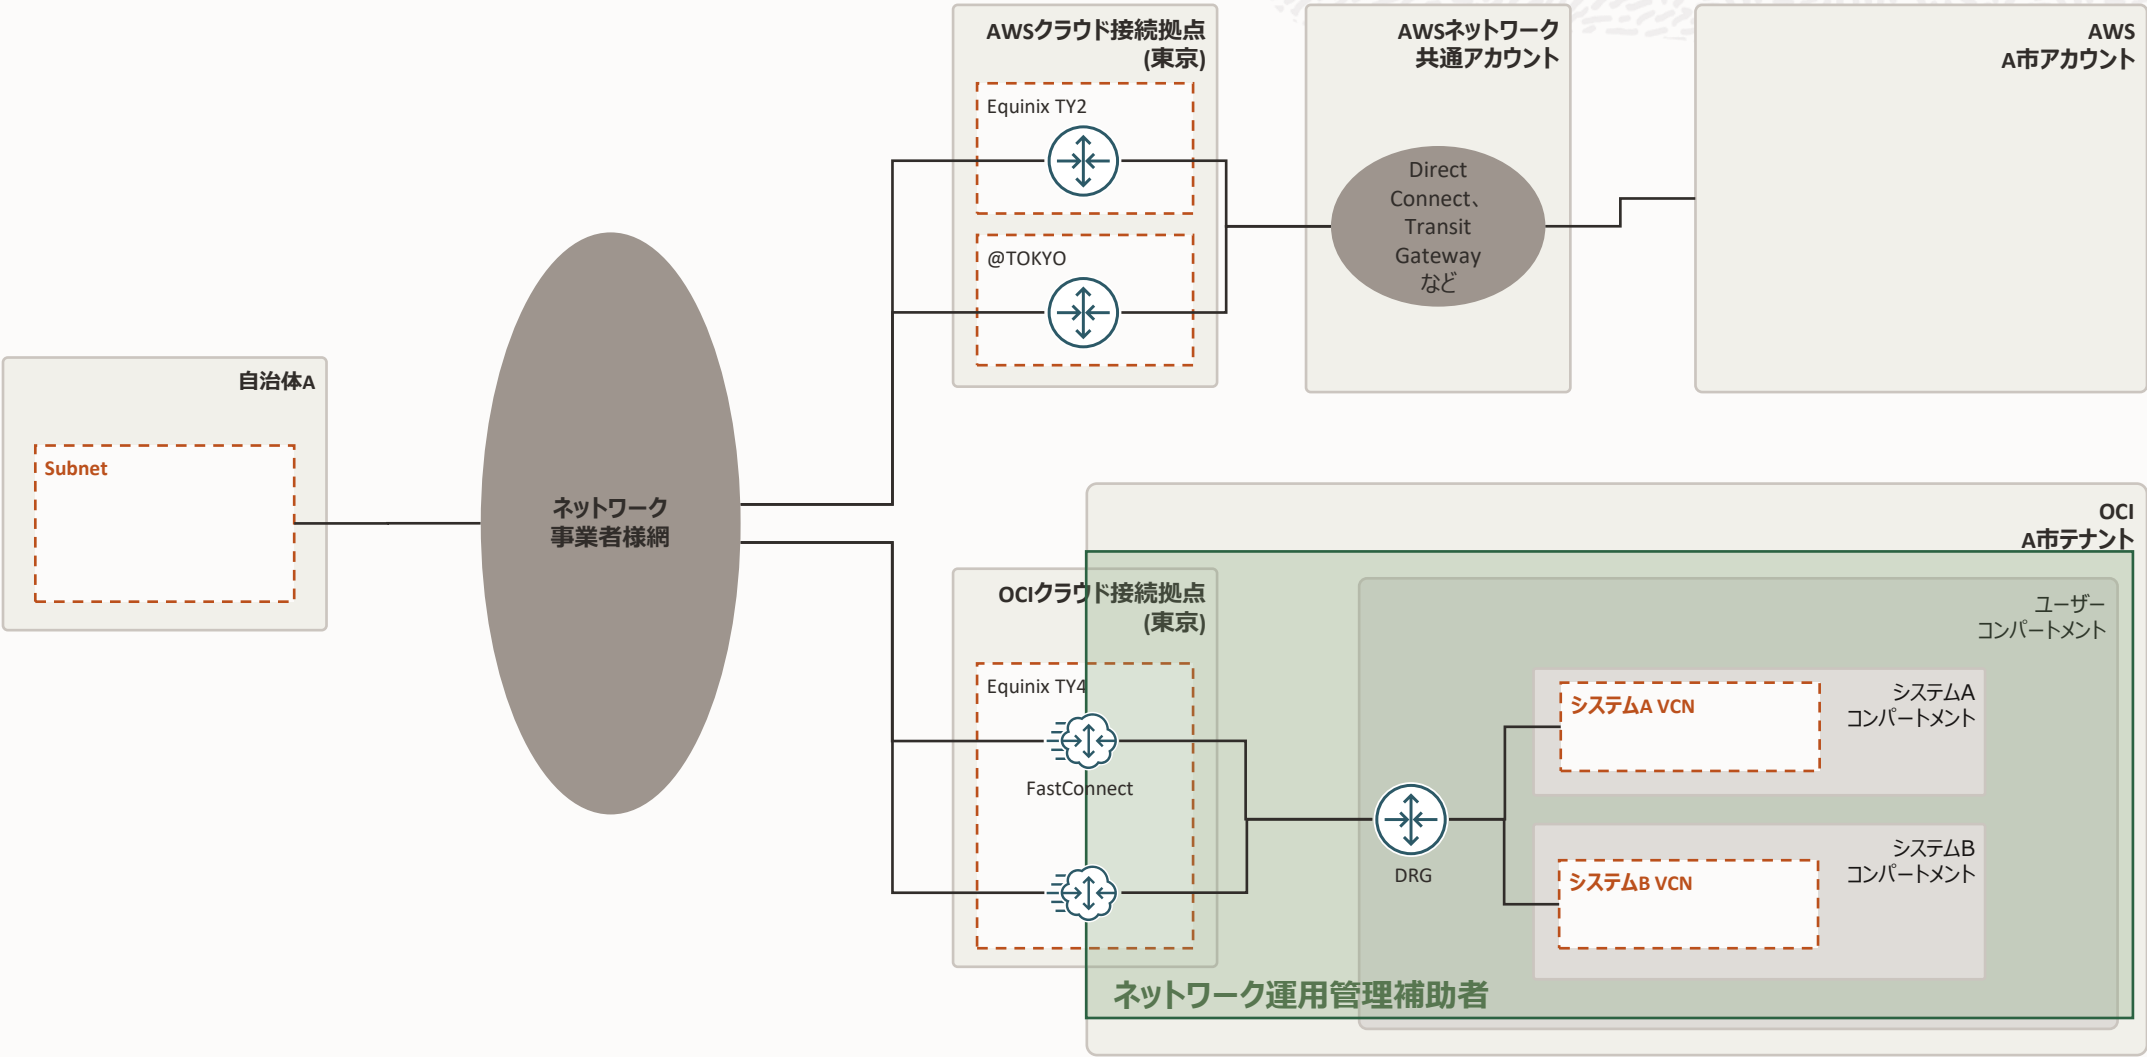 AWSクラウド接続拠点
(東京)
Equinix TY2
@TOKYO
AWSネットワーク
共通アカウント
Direct
Connect、
Transit
Gateway
など
AWS
A市アカウント
自治体A
Subnet
ネットワーク
事業者様網
OCI
A市テナント
OCIクラウド接続拠点
(東京)
Equinix TY4
FastConnect
ユーザー
コンパートメント
システムA VCN
システムA
コンパートメント
DRG
システムB VCN
システムB
コンパートメント
ネットワーク運用管理補助者